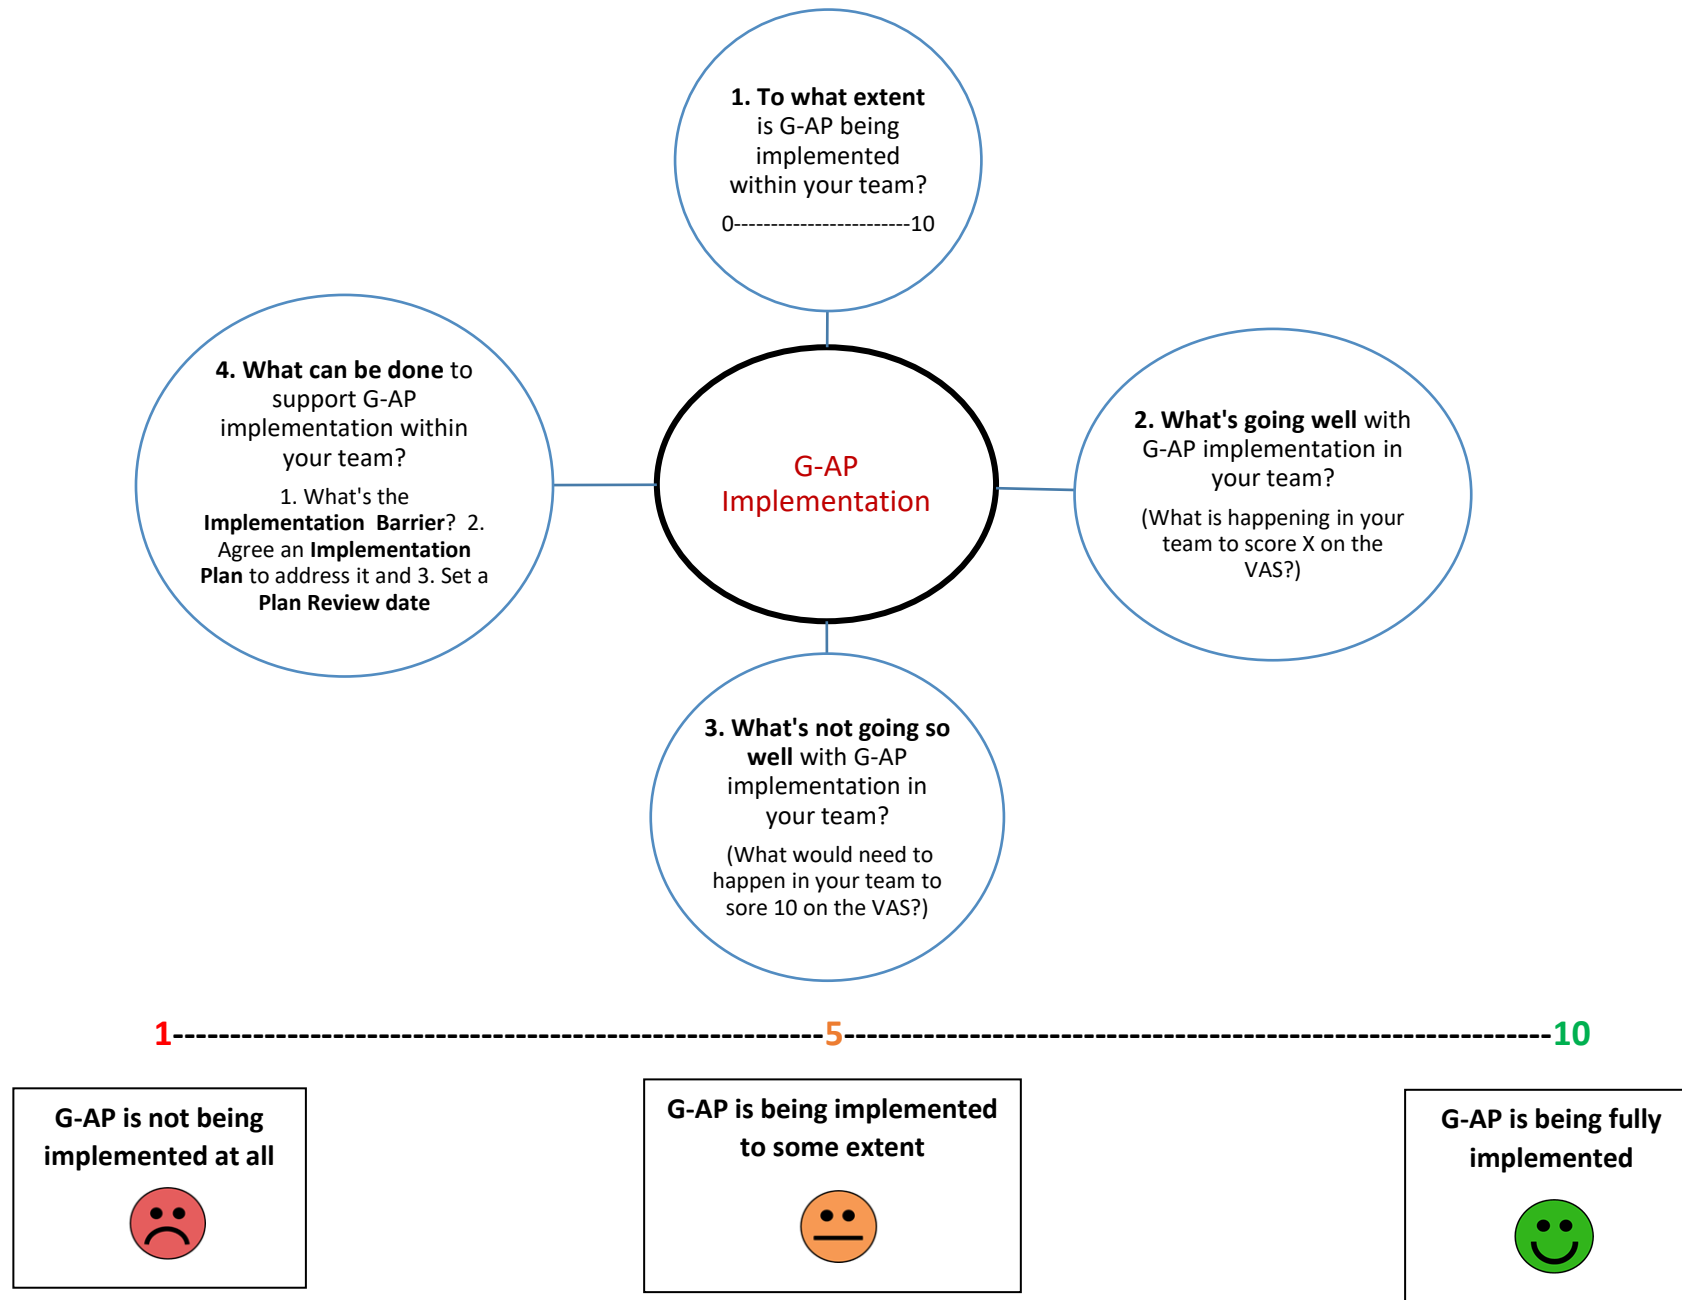 1. To what extent
is G-AP being
implemented
within your team?
0------------------------10
4. What can be done to
support G-AP
implementation within
your team?
1. What's the
Implementation Barrier? 2.
Agree an Implementation
Plan to address it and 3. Set a
Plan Review date
G-AP
Implementation
2. What's going well with
G-AP implementation in
your team?
(What is happening in your
team to score X on the
VAS?)
3. What's not going so
well with G-AP
implementation in
your team?
(What would need to
happen in your team to
sore 10 on the VAS?)
1---------------------------------------------------------5--------------------------------------------------------------10
G-AP is not being
implemented at all
G-AP is being implemented
to some extent
G-AP is being fully
implemented